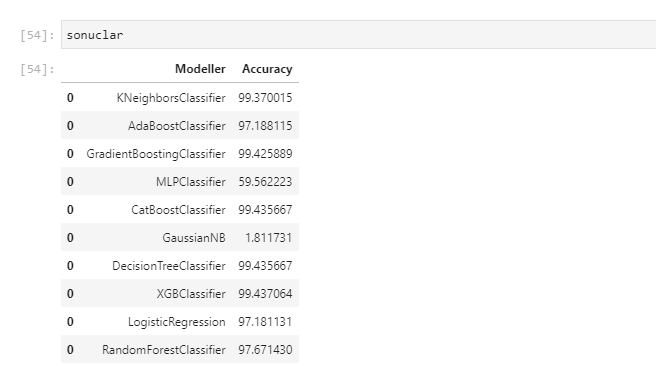 [54]: sonuclar
[54]: Modeller Accuracy
0 KNeighborsClassifier 99.370015
0 AdaBoostClassifier 97.188115
0 GradientBoostingClassifier 99.425889
0 MLPClassifier 59.562223
0 CatBoostClassifier 99.435667
0 GaussianNB 1.811731
0 DecisionTreeClassifier 99.435667
0 XGBClassifier 99.437064
0 LogisticRegression 97.181131
0 RandomForestClassifier 97.671430